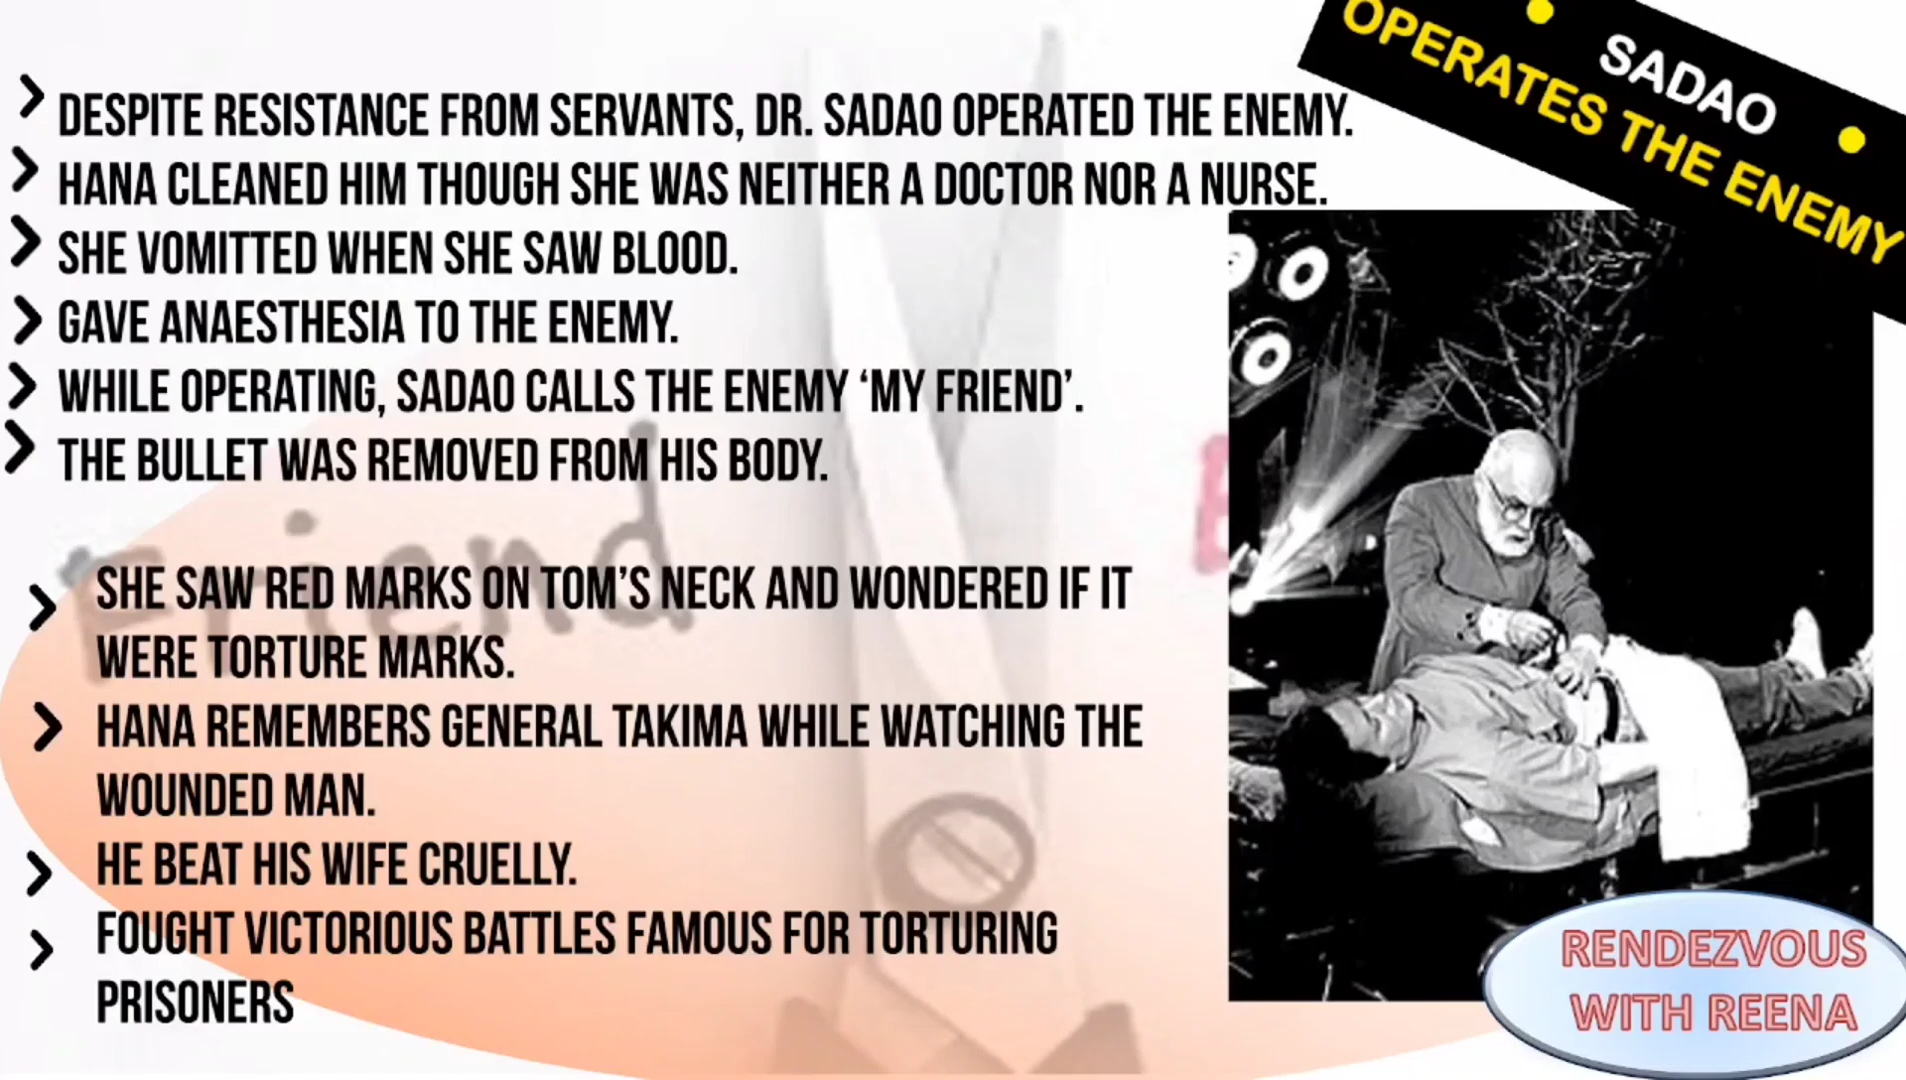 SADAO
OPERATES THE ENEMY
DESPITE RESISTANCE FROM SERVANTS, DR. SADAO OPERATED THE ENEMY.
HANA CLEANED HIM THOUGH SHE WAS NEITHER A DOCTOR NOR A NURSE.
SHE VOMITTED WHEN SHE SAW BLOOD.
GAVE ANAESTHESIA TO THE ENEMY.
WHILE OPERATING, SADAO CALLS THE ENEMY ‘MY FRIEND’.
THE BULLET WAS REMOVED FROM HIS BODY.
Friend
SHE SAW RED MARKS ON TOM’S NECK AND WONDERED IF IT
WERE TORTURE MARKS.
HANA REMEMBERS GENERAL TAKIMA WHILE WATCHING THE
WOUNDED MAN.
HE BEAT HIS WIFE CRUELLY.
FOUGHT VICTORIOUS BATTLES FAMOUS FOR TORTURING
PRISONERS
RENDEZVOUS
WITH REENA